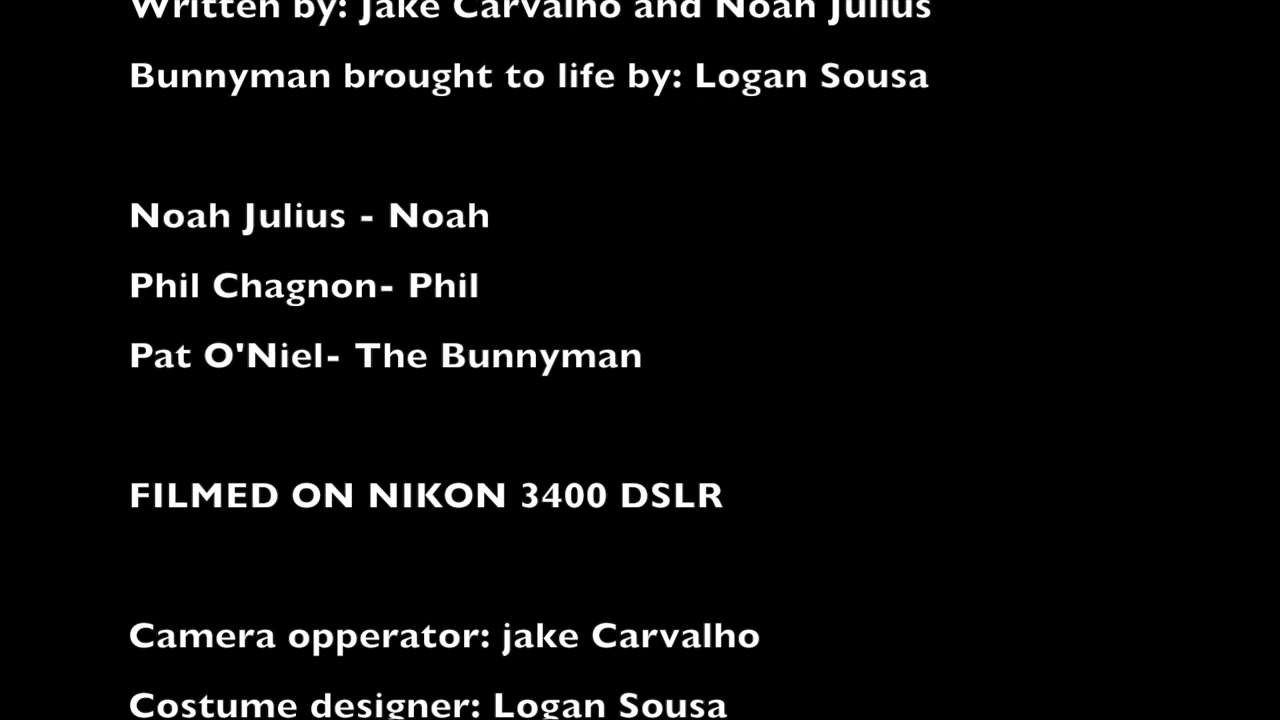 Written by: Jake Carvalho and Noah Julius
Bunnyman brought to life by: Logan Sousa
Noah Julius - Noah
Phil Chagnon- Phil
Pat O'Niel- The Bunnyman
FILMED ON NIKON 3400 DSLR
Camera opperator: jake Carvalho
Costume designer: Logan Sousa